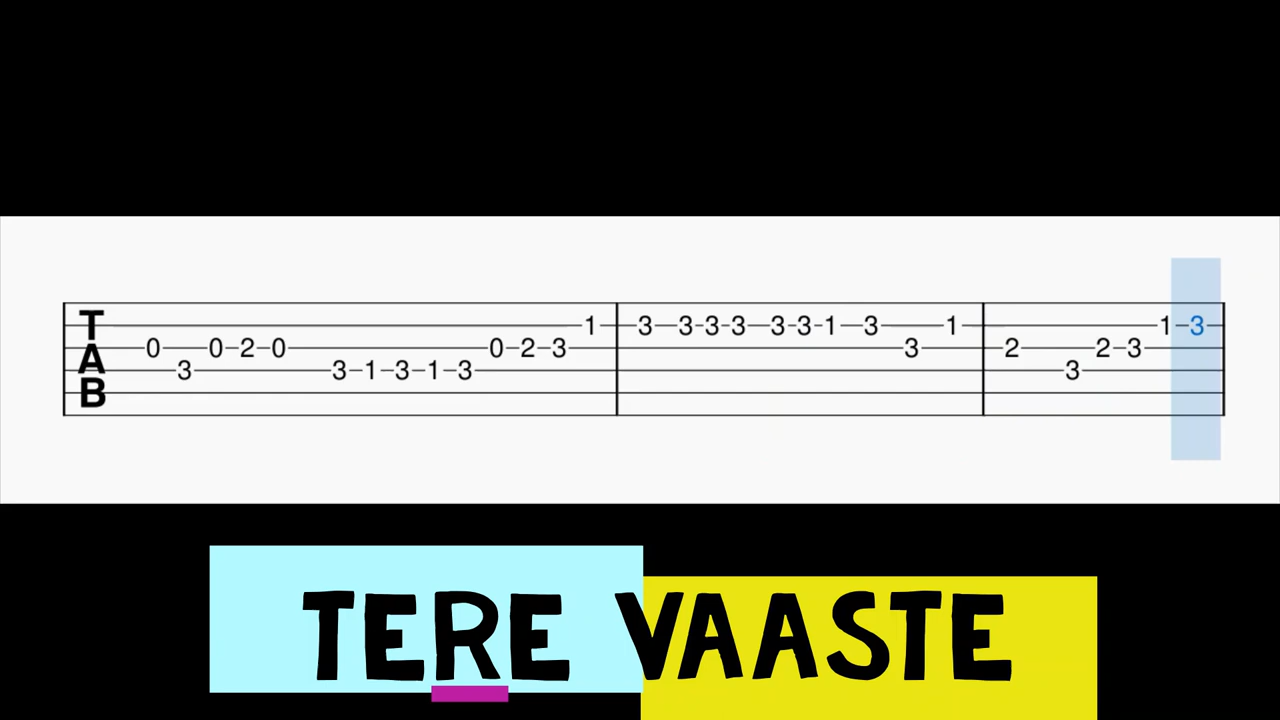 T
A
B
1 3 3 3 3 3 3 1 3 1 1 3
0 0 2 0 0 2 3 3 2 2 3
3 3 1 3 1 3 3
TERE VAASTE